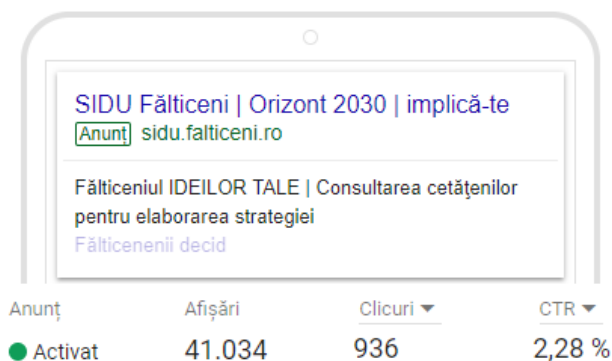 SIDU Fălticeni | Orizont 2030 | implică-te
Anunț sidu.falticeni.ro
Fălticeniul IDEILOR TALE | Consultarea cetăţenilor
pentru elaborarea strategiei
Fălticenenii decid
Anunț Afișări Clicuri CTR
Activat 41.034 936 2,28 %